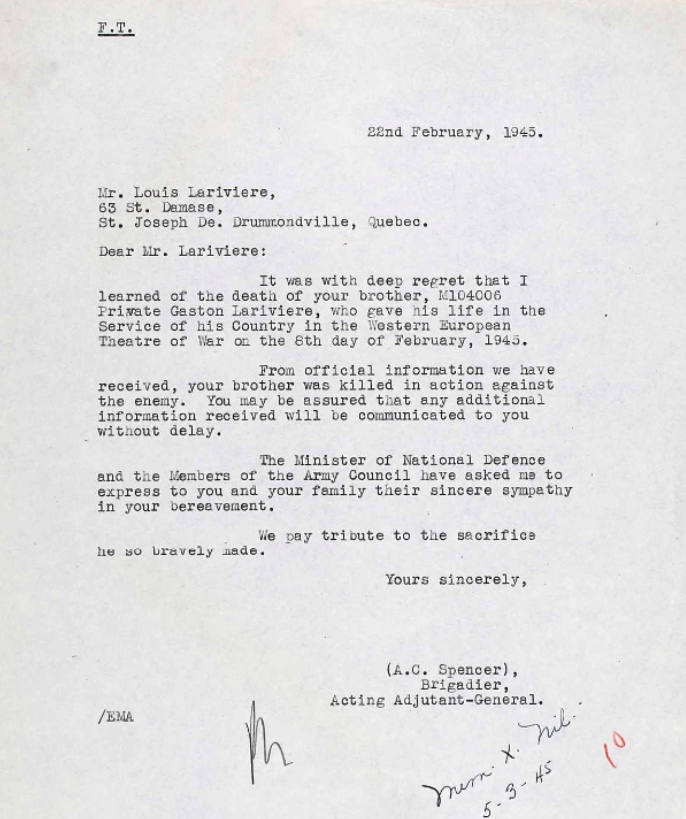 F.T.
22nd February, 1945.
Mr. Louis Lariviere,
63 St. Damase,
St. Joseph De. Drummondville, Quebec.
Dear Mr. Lariviere:
It was with deep regret that I
learned of the death of your brother, M104006
Private Gaston Lariviere, who gave his life in the
Service of his Country in the Western European
Theatre of War on the 8th day of February, 1945.
From official information we have
received, your brother was killed in action against
the enemy. You may be assured that any additional
information received will be communicated to you
without delay.
The Minister of National Defence
and the Members of the Army Council have asked me to
express to you and your family their sincere sympathy
in your bereavement.
We pay tribute to the sacrifice
he so bravely made.
Yours sincerely,
(A.C. Spencer),
Brigadier,
Acting Adjutant-General.
/EMA
Mem. X. Nil.
5-3-45
10